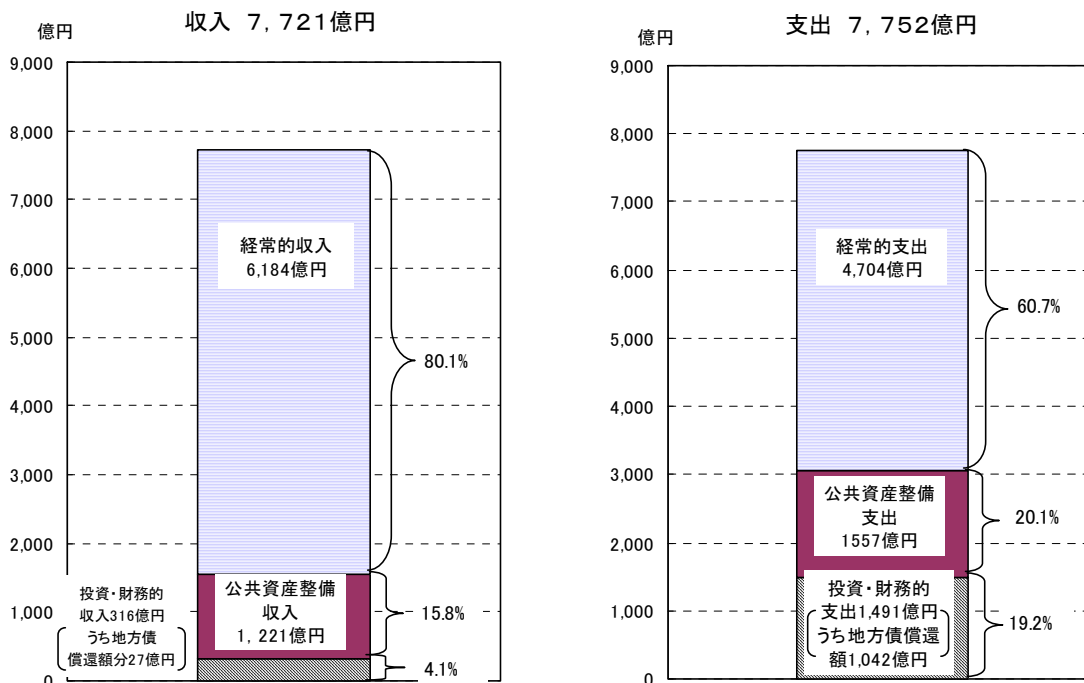 収入 7,721億円
億円
9,000
8,000
7,000
6,000
5,000
4,000
3,000
2,000
1,000
0
経常的収入
6,184億円
80.1%
公共資産整備
収入
1,221億円
15.8%
投資・財務的
収入316億円
うち地方債
償還額分27億円
4.1%
支出 7,752億円
億円
9,000
8,000
7,000
6,000
5,000
4,000
3,000
2,000
1,000
0
経常的支出
4,704億円
60.7%
公共資産整備
支出
1557億円
20.1%
投資・財務的
支出1,491億円
うち地方債償還
額1,042億円
19.2%